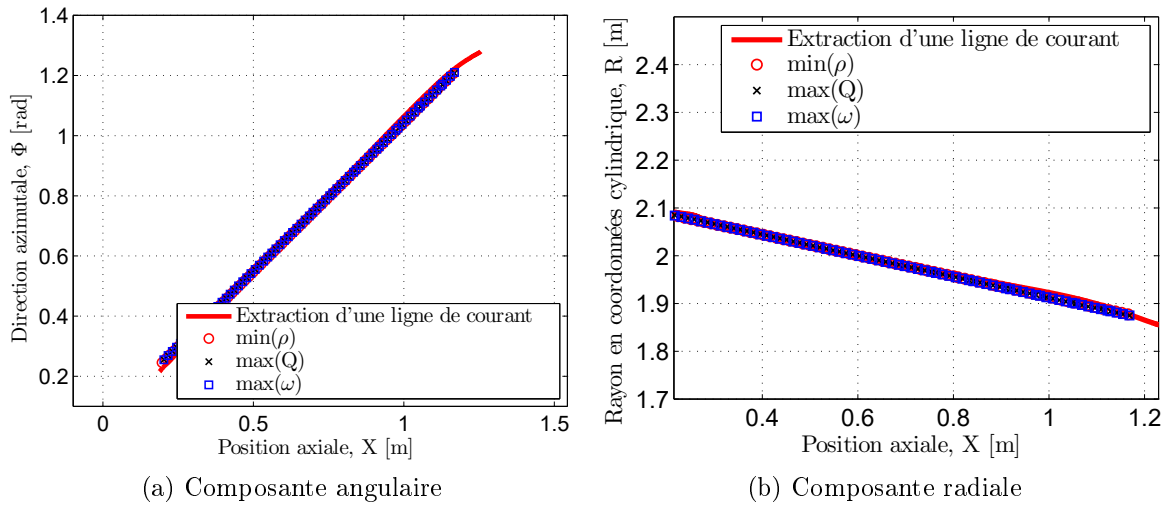 Direction azimutale, Φ [rad]
1.4
1.2
1
0.8
0.6
0.4
0.2
Extraction d'une ligne de courant
min(ρ)
max(Q)
max(ω)
0
0.5
1
1.5
Position axiale, X [m]
(a) Composante angulaire
Rayon en coordonnées cylindrique, R [m]
2.4
2.3
2.2
2.1
2
1.9
1.8
1.7
Extraction d'une ligne de courant
min(ρ)
max(Q)
max(ω)
0.4
0.6
0.8
1
1.2
Position axiale, X [m]
(b) Composante radiale